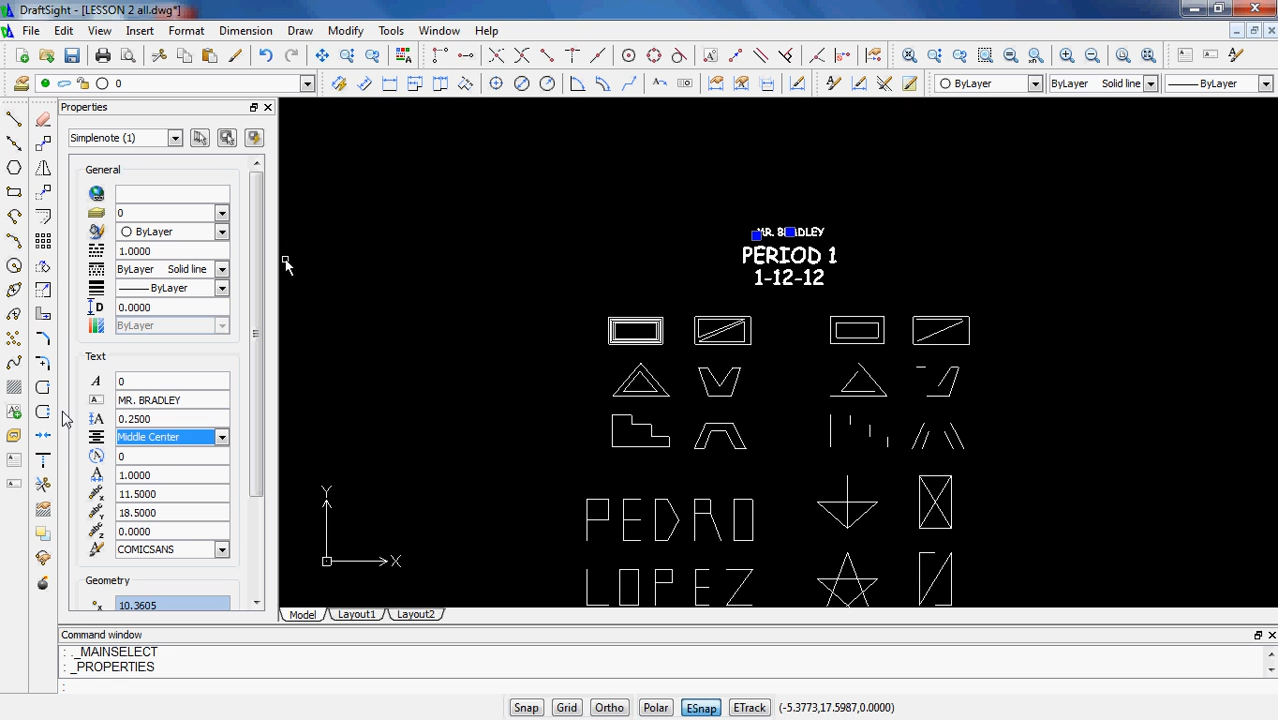 DraftSight - [LESSON 2 all.dwg*]
File Edit View Insert Format Dimension Draw Modify Tools Window Help
0 ByLayer ByLayer Solid line ByLayer
Properties
Simplenote (1)
General
0
ByLayer
1.0000
ByLayer Solid line
ByLayer
D 0.0000
ByLayer
Text
0
MR. BRADLEY
0.2500
Middle Center
0
1.0000
11.5000
18.5000
0.0000
COMICSANS
Geometry
10.3605
PERIOD 1
1-12-12
PEDRO
LOPEZ
Y
X
Model Layout1 Layout2
Command window
: ._MAINSELECT
: _PROPERTIES
:
Snap Grid Ortho Polar ESnap ETrack (-5.3773,17.5987,0.0000)